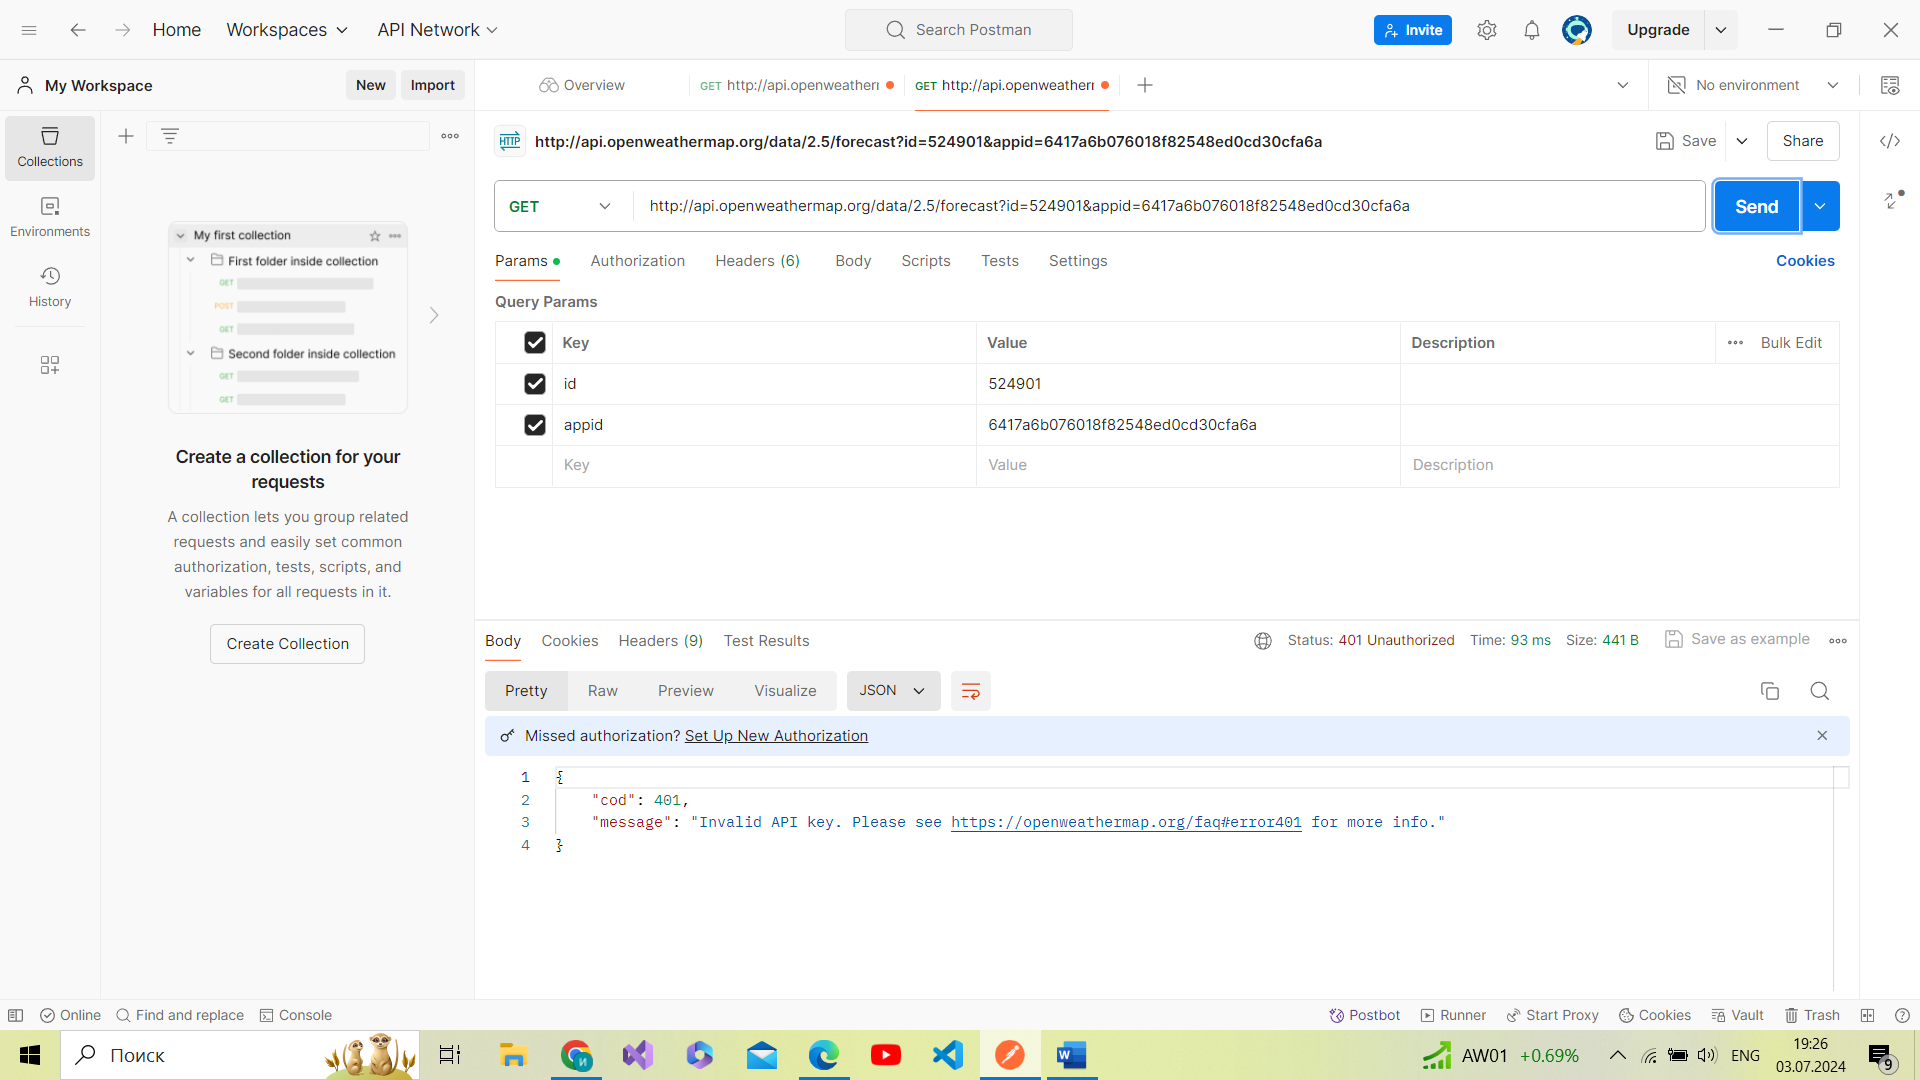 Home
Workspaces
API Network
Search Postman
Invite
Upgrade
My Workspace
New
Import
Overview
GET http://api.openweatherr
GET http://api.openweatherr
No environment
Collections
Environments
History
My first collection
First folder inside collection
GET
POST
GET
Second folder inside collection
GET
GET
Create a collection for your
requests
A collection lets you group related
requests and easily set common
authorization, tests, scripts, and
variables for all requests in it.
Create Collection
HTTP http://api.openweathermap.org/data/2.5/forecast?id=524901&appid=6417a6b076018f82548ed0cd30cfa6a
Save
Share
GET
http://api.openweathermap.org/data/2.5/forecast?id=524901&appid=6417a6b076018f82548ed0cd30cfa6a
Send
Params
Authorization
Headers (6)
Body
Scripts
Tests
Settings
Cookies
Query Params
Key Value Description Bulk Edit
id 524901
appid 6417a6b076018f82548ed0cd30cfa6a
Key Value Description
Body
Cookies
Headers (9)
Test Results
Status: 401 Unauthorized Time: 93 ms Size: 441 B
Save as example
Pretty
Raw
Preview
Visualize
JSON
Missed authorization? Set Up New Authorization
1 {
2 "cod": 401,
3 "message": "Invalid API key. Please see https://openweathermap.org/faq#error401 for more info."
4 }
Online
Find and replace
Console
Postbot
Runner
Start Proxy
Cookies
Vault
Trash
Поиск
AW01 +0.69%
ENG
19:26
03.07.2024
9